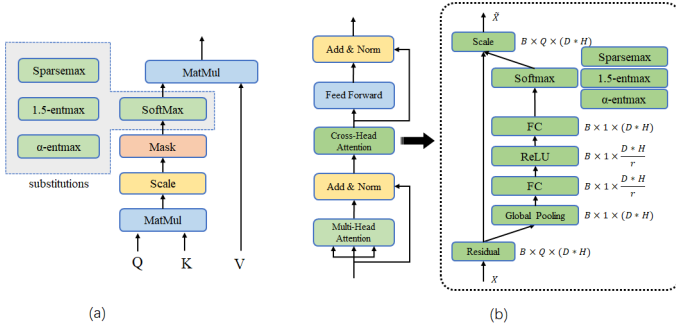 Sparsemax
1.5-entmax
α-entmax
substitutions
MatMul
SoftMax
Mask
Scale
MatMul
Q K V
(a)
Add & Norm
Feed Forward
Cross-Head
Attention
Add & Norm
Multi-Head
Attention
X̃
Scale B × Q × (D * H)
Softmax
Sparsemax
1.5-entmax
α-entmax
FC B × 1 × (D * H)
ReLU B × 1 × D * H / r
FC B × 1 × D * H / r
Global Pooling B × 1 × (D * H)
Residual B × Q × (D * H)
X
(b)